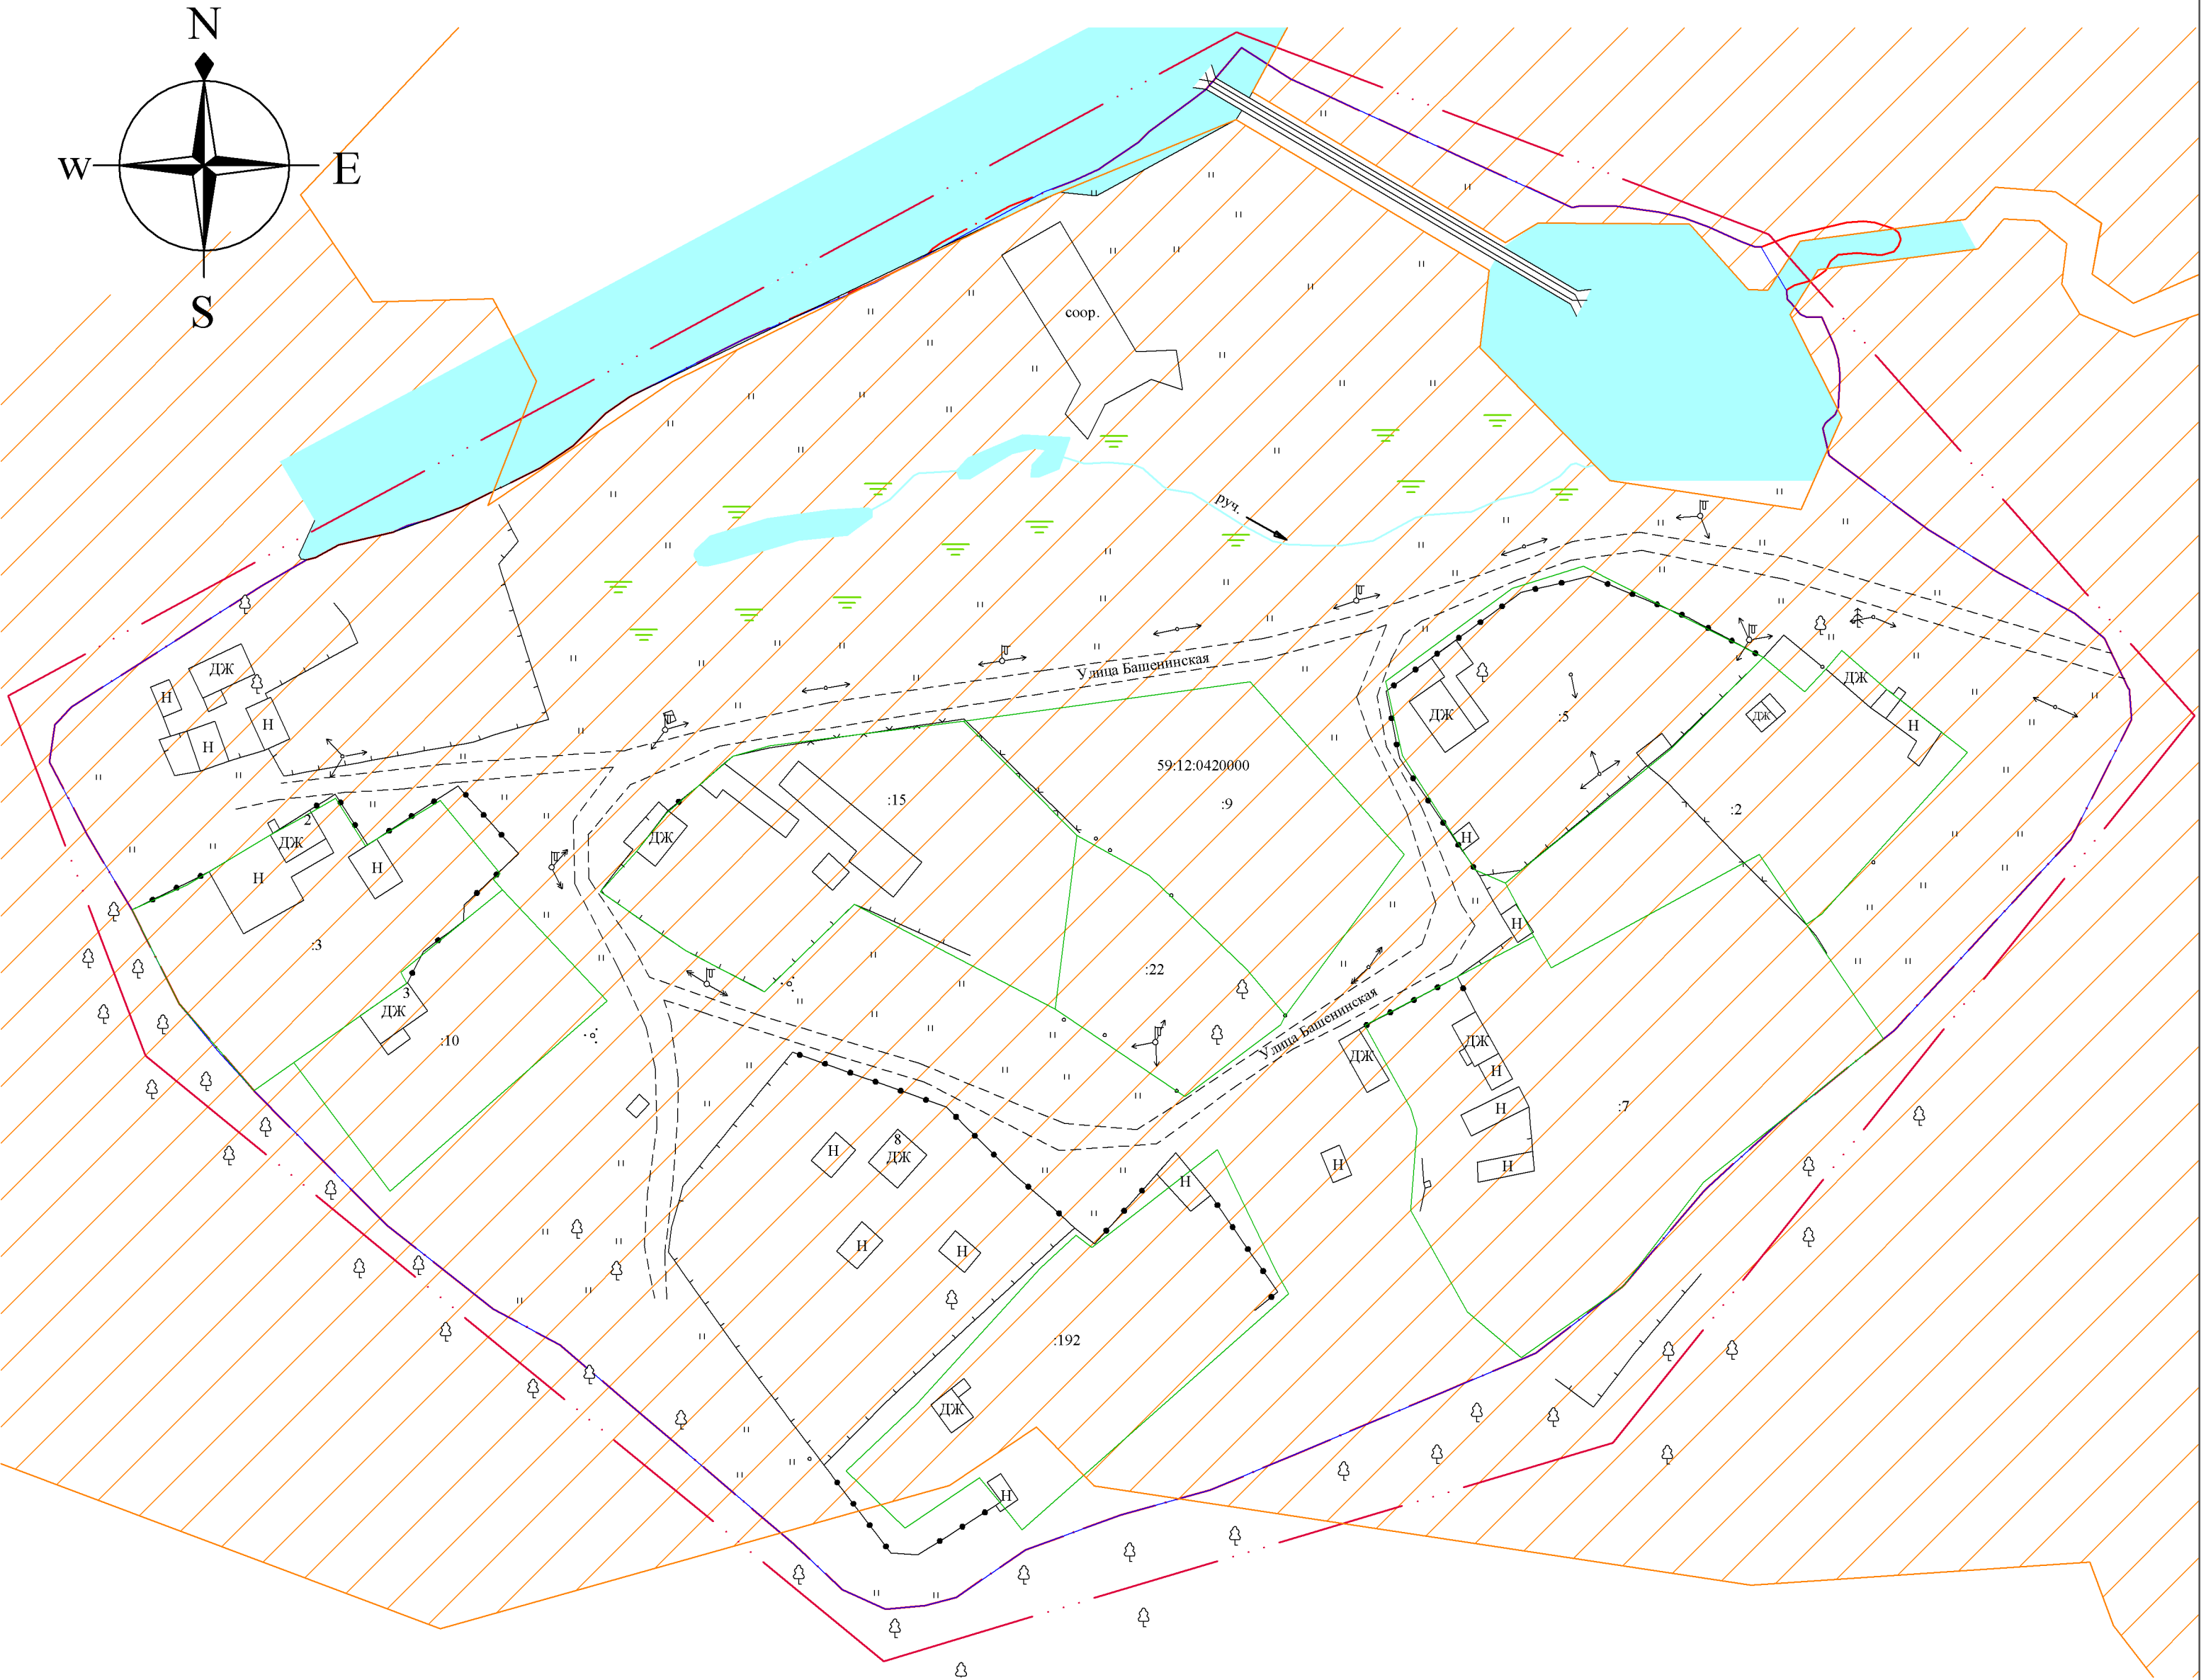 N
W
E
S
соор.
руч.
Улица Башенинская
ДЖ
Н
Н
Н
ДЖ
ДЖ
Н
:5
ДЖ
ДЖ
59:12:0420000
:9
:15
:2
2
ДЖ
Н
Н
ДЖ
Н
Н
:3
:22
3
ДЖ
:10
Улица Башенинская
ДЖ
ДЖ
Н
Н
:7
8
ДЖ
Н
Н
Н
Н
Н
Н
:192
ДЖ
Н